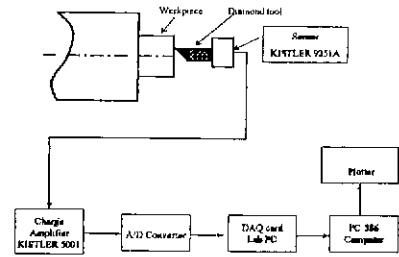 Workpiece
Diamond tool
Sensor
KISTLER 9251A
Plotter
Charge
Amplifier
KISTLER 5001
A/D Converter
DAQ card
Lab PC
PC 386
Computer